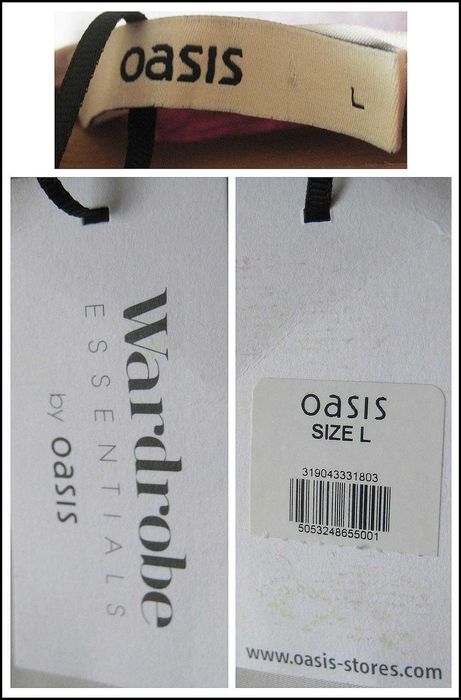 oasis
L
Wardrobe
ESSENTIALS
by oasis
oasis
SIZE L
319043331803
5053248655001
www.oasis-stores.com